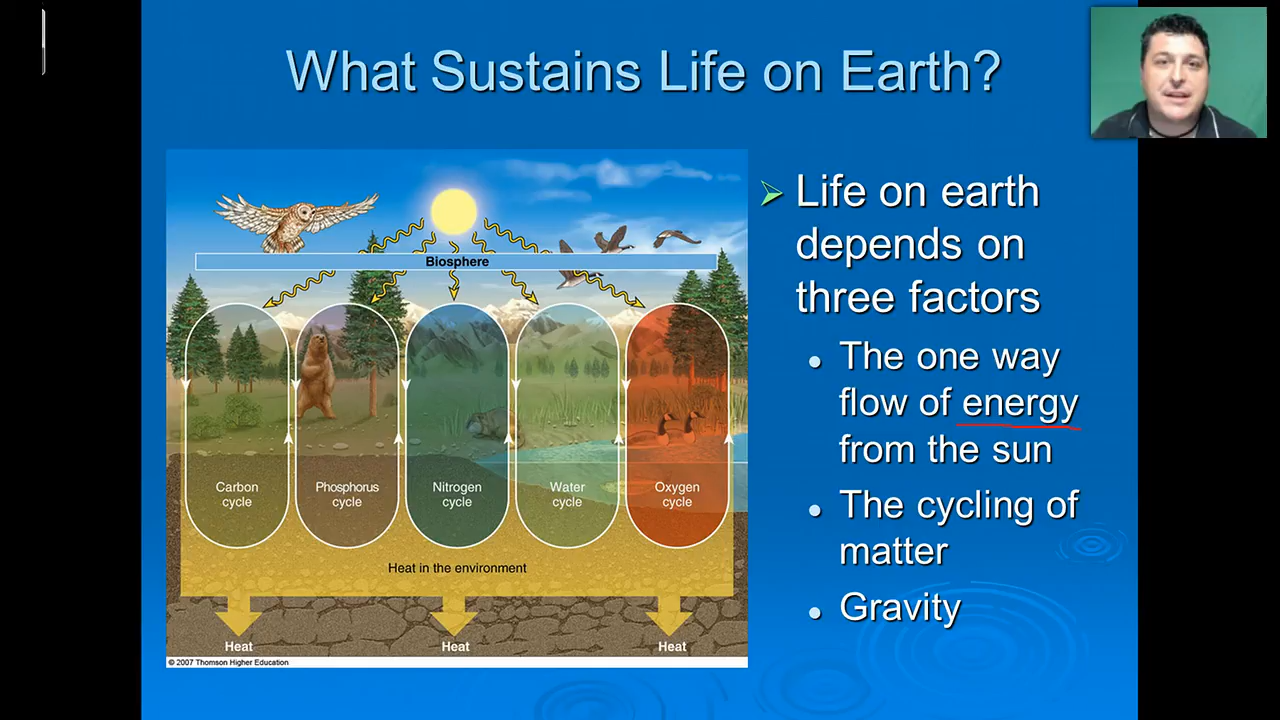 What Sustains Life on Earth?
Biosphere
Carbon
cycle
Phosphorus
cycle
Nitrogen
cycle
Water
cycle
Oxygen
cycle
Heat in the environment
Heat
Heat
Heat
© 2007 Thomson Higher Education
Life on earth
depends on
three factors
The one way
flow of energy
from the sun
The cycling of
matter
Gravity